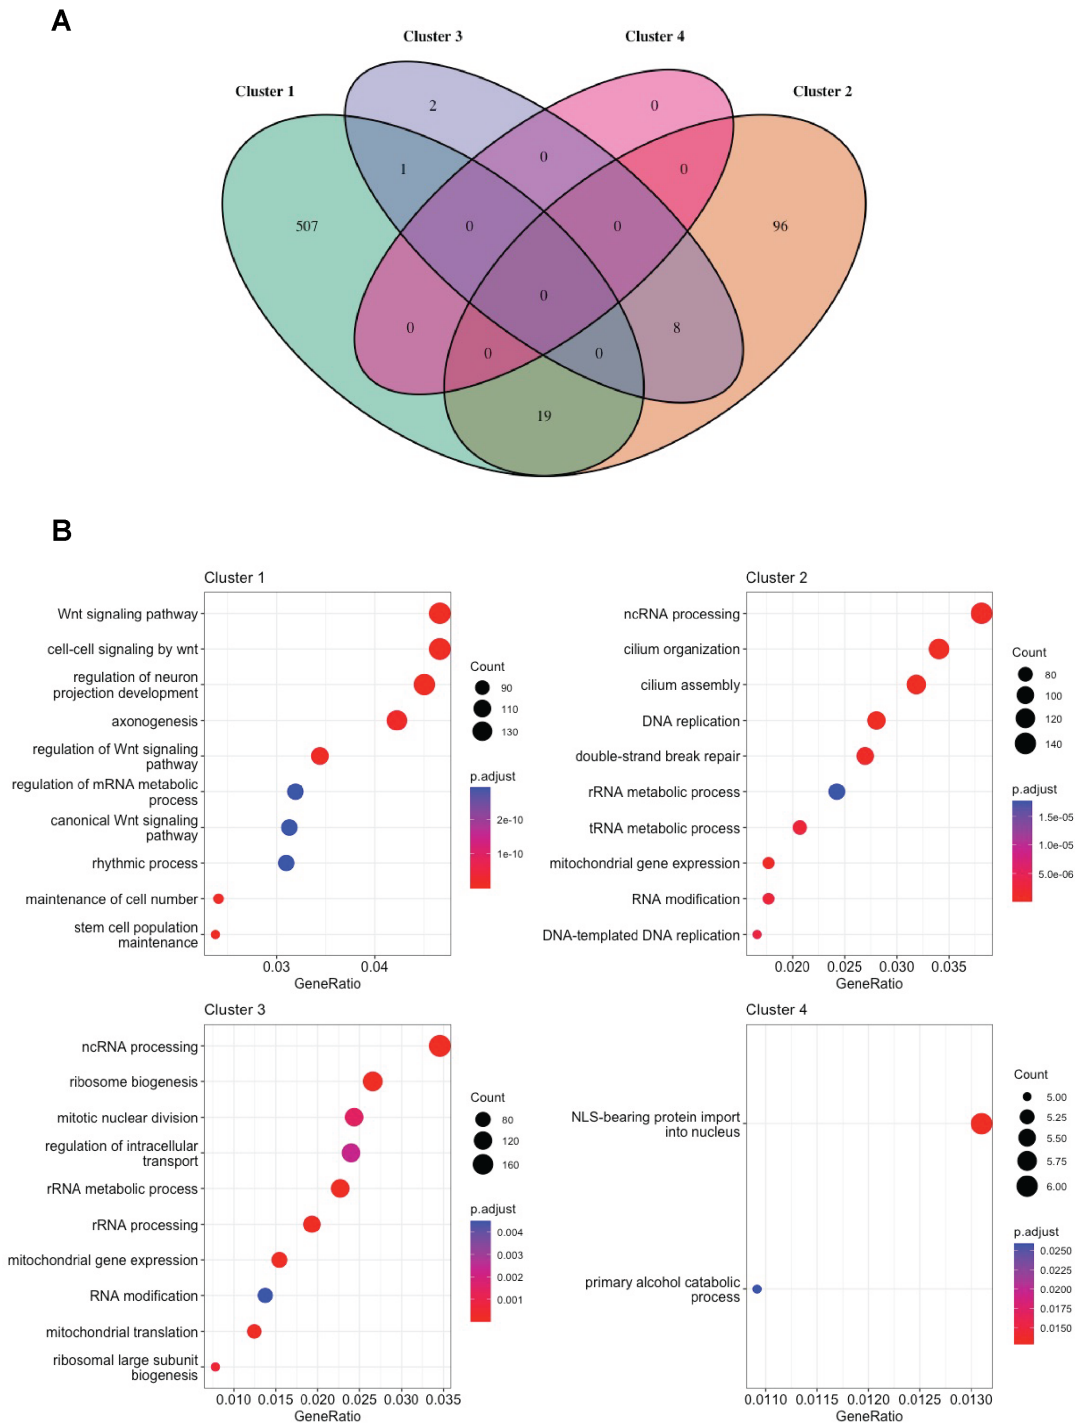 A
Cluster 3
Cluster 4
Cluster 1
Cluster 2
2
0
1
0
0
507
0
0
96
0
0
8
0
0
19
B
Cluster 1
Wnt signaling pathway
cell-cell signaling by wnt
regulation of neuron
projection development
axonogenesis
regulation of Wnt signaling
pathway
regulation of mRNA metabolic
process
canonical Wnt signaling
pathway
rhythmic process
maintenance of cell number
stem cell population
maintenance
0.03
0.04
GeneRatio
Count
90
110
130
p.adjust
2e-10
1e-10
Cluster 2
ncRNA processing
cilium organization
cilium assembly
DNA replication
double-strand break repair
rRNA metabolic process
tRNA metabolic process
mitochondrial gene expression
RNA modification
DNA-templated DNA replication
0.020
0.025
0.030
0.035
GeneRatio
Count
80
100
120
140
p.adjust
1.5e-05
1.0e-05
5.0e-06
Cluster 3
ncRNA processing
ribosome biogenesis
mitotic nuclear division
regulation of intracellular
transport
rRNA metabolic process
rRNA processing
mitochondrial gene expression
RNA modification
mitochondrial translation
ribosomal large subunit
biogenesis
0.010
0.015
0.020
0.025
0.030
0.035
GeneRatio
Count
80
120
160
p.adjust
0.004
0.003
0.002
0.001
Cluster 4
NLS-bearing protein import
into nucleus
primary alcohol catabolic
process
0.0110
0.0115
0.0120
0.0125
0.0130
GeneRatio
Count
5.00
5.25
5.50
5.75
6.00
p.adjust
0.0250
0.0225
0.0200
0.0175
0.0150